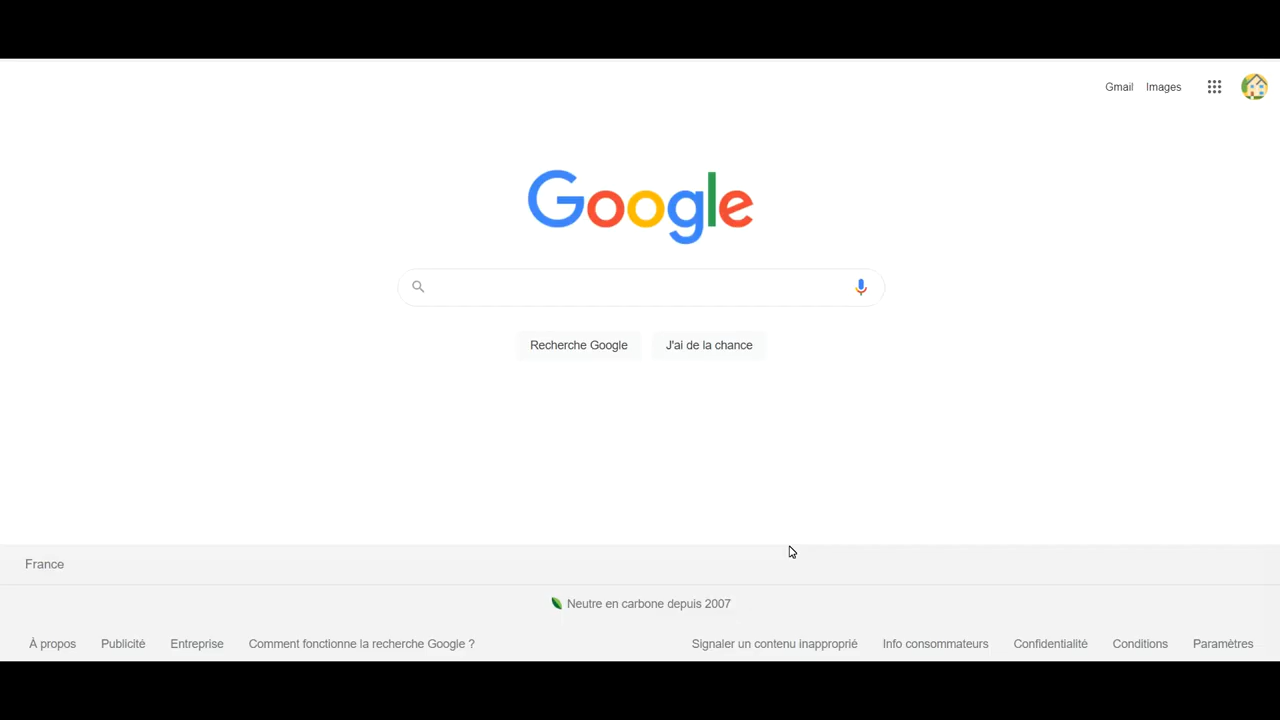 Gmail Images
Google
Recherche Google J'ai de la chance
France
Neutre en carbone depuis 2007
À propos Publicité Entreprise Comment fonctionne la recherche Google ? Signaler un contenu inapproprié Info consommateurs Confidentialité Conditions Paramètres